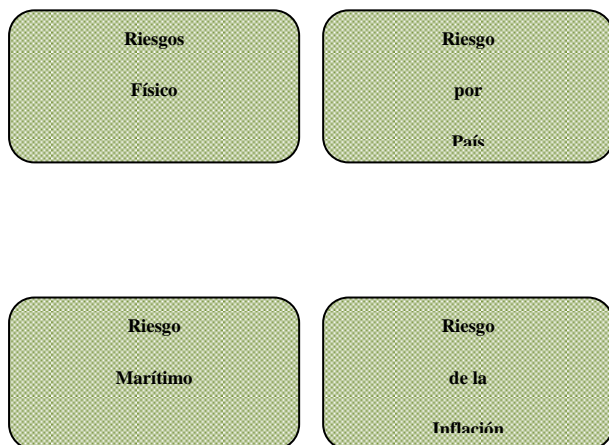 Riesgos
Físico
Riesgo
por
País
Riesgo
Marítimo
Riesgo
de la
Inflación